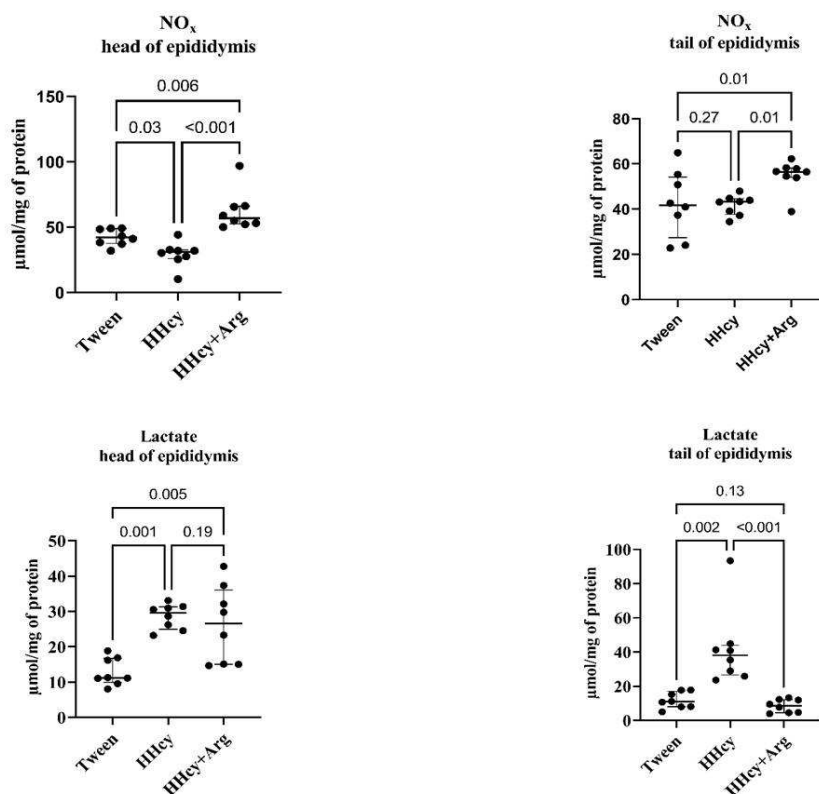 NOx
head of epididymis
0.006
0.03
<0.001
150
100
50
0
µmol/mg of protein
Tween
HHcy
HHcy+Arg
NOx
tail of epididymis
0.01
0.27
0.01
80
60
40
20
0
µmol/mg of protein
Tween
HHcy
HHcy+Arg
Lactate
head of epididymis
0.005
0.001
0.19
50
40
30
20
10
0
µmol/mg of protein
Tween
HHcy
HHcy+Arg
Lactate
tail of epididymis
0.13
0.002
<0.001
100
80
60
40
20
0
µmol/mg of protein
Tween
HHcy
HHcy+Arg